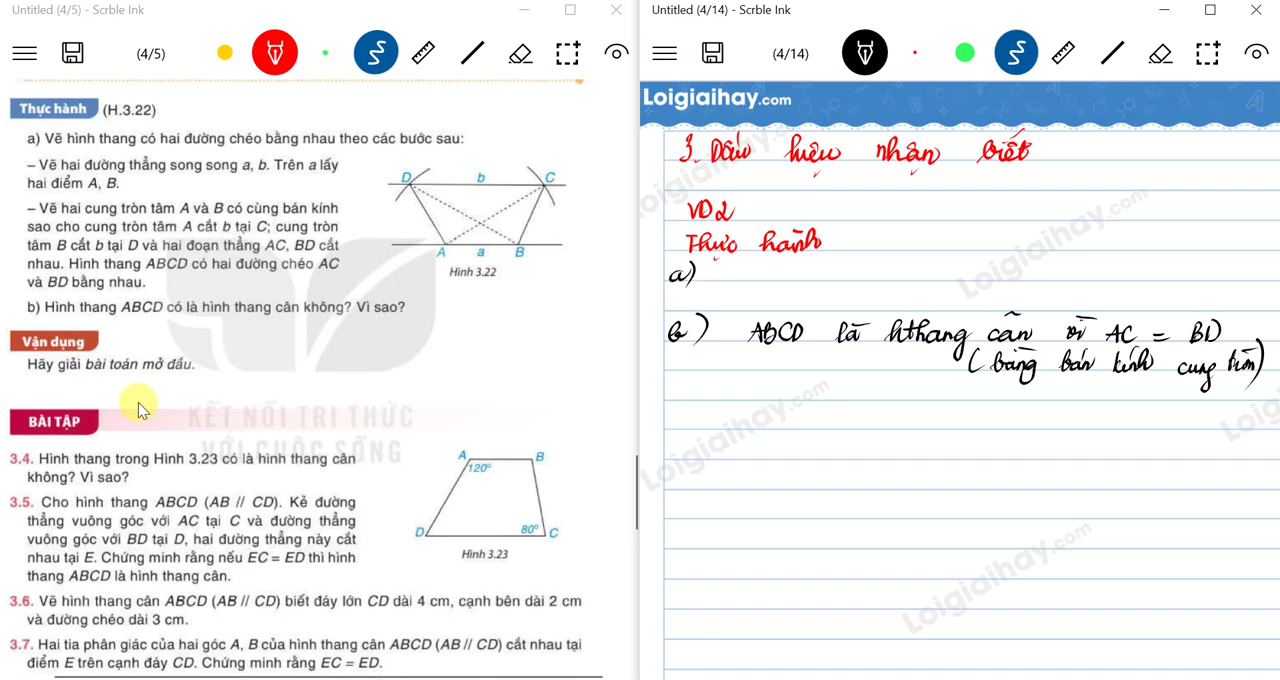 Untitled (4/5) - Scrble Ink
(4/5)
Thực hành (H.3.22)
a) Vẽ hình thang có hai đường chéo bằng nhau theo các bước sau:
– Vẽ hai đường thẳng song song a, b. Trên a lấy
hai điểm A, B.
– Vẽ hai cung tròn tâm A và B có cùng bán kính
sao cho cung tròn tâm A cắt b tại C; cung tròn
tâm B cắt b tại D và hai đoạn thẳng AC, BD cắt
nhau. Hình thang ABCD có hai đường chéo AC
và BD bằng nhau.
D b C
A a B
Hình 3.22
b) Hình thang ABCD có là hình thang cân không? Vì sao?
Vận dụng
Hãy giải bài toán mở đầu.
KẾT NỐI TRI THỨC
VỚI CUỘC SỐNG
BÀI TẬP
3.4. Hình thang trong Hình 3.23 có là hình thang cân
không? Vì sao?
3.5. Cho hình thang ABCD (AB // CD). Kẻ đường
thẳng vuông góc với AC tại C và đường thẳng
vuông góc với BD tại D, hai đường thẳng này cắt
nhau tại E. Chứng minh rằng nếu EC = ED thì hình
thang ABCD là hình thang cân.
A B
120°
D 80° C
Hình 3.23
3.6. Vẽ hình thang cân ABCD (AB // CD) biết đáy lớn CD dài 4 cm, cạnh bên dài 2 cm
và đường chéo dài 3 cm.
3.7. Hai tia phân giác của hai góc A, B của hình thang cân ABCD (AB // CD) cắt nhau tại
điểm E trên cạnh đáy CD. Chứng minh rằng EC = ED.
Untitled (4/14) - Scrble Ink
(4/14)
Loigiaihay.com
3. Dấu hiệu nhận biết
VD2
Thực hành
a)
b) ABCD là hthang cân vì AC = BD
(bằng bán kính cung tròn)
Loigiaihay.com
Loigiaihay.com
Loigiaihay.com
Loigiaihay.com